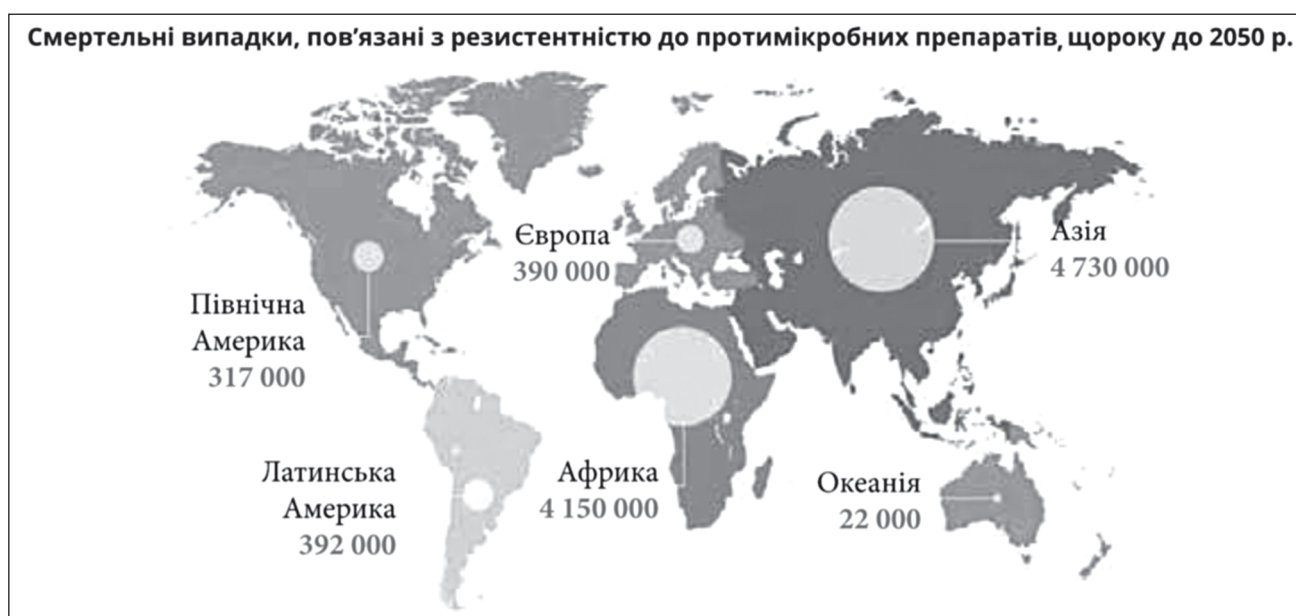 Смертельні випадки, пов’язані з резистентністю до протимікробних препаратів, щороку до 2050 р.
Європа
390 000
Азія
4 730 000
Північна
Америка
317 000
Латинська
Америка
392 000
Африка
4 150 000
Океанія
22 000